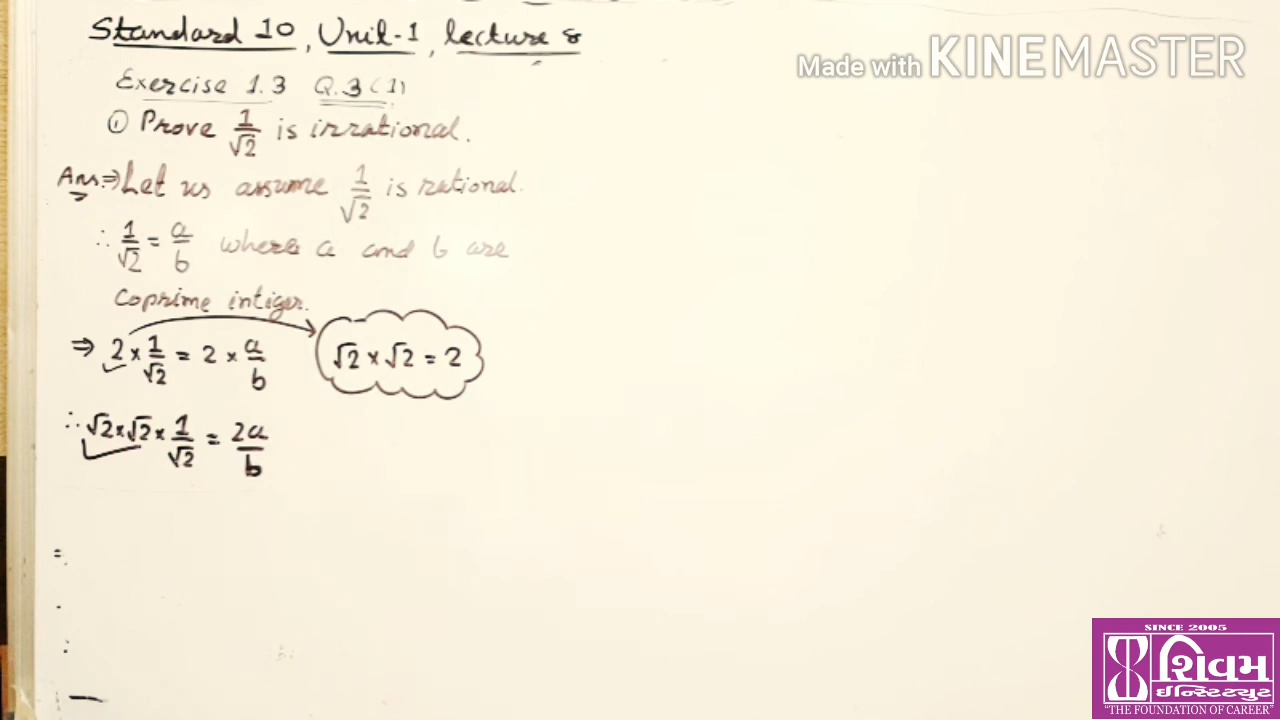 Standard 10, Unit-1, lecture 8
Exercise 1.3 Q.3(1)
① Prove 1/√2 is irrational.
Ans.⇒ Let us assume 1/√2 is rational.
∴ 1/√2 = a/b where a and b are
coprime intiger.
⇒ 2 × 1/√2 = 2 × a/b
√2 × √2 = 2
∴ √2 × √2 × 1/√2 = 2a/b
Made with KINEMASTER
SINCE 2005
શિવમ
ઈન્સ્ટિટયુટ
"THE FOUNDATION OF CAREER"